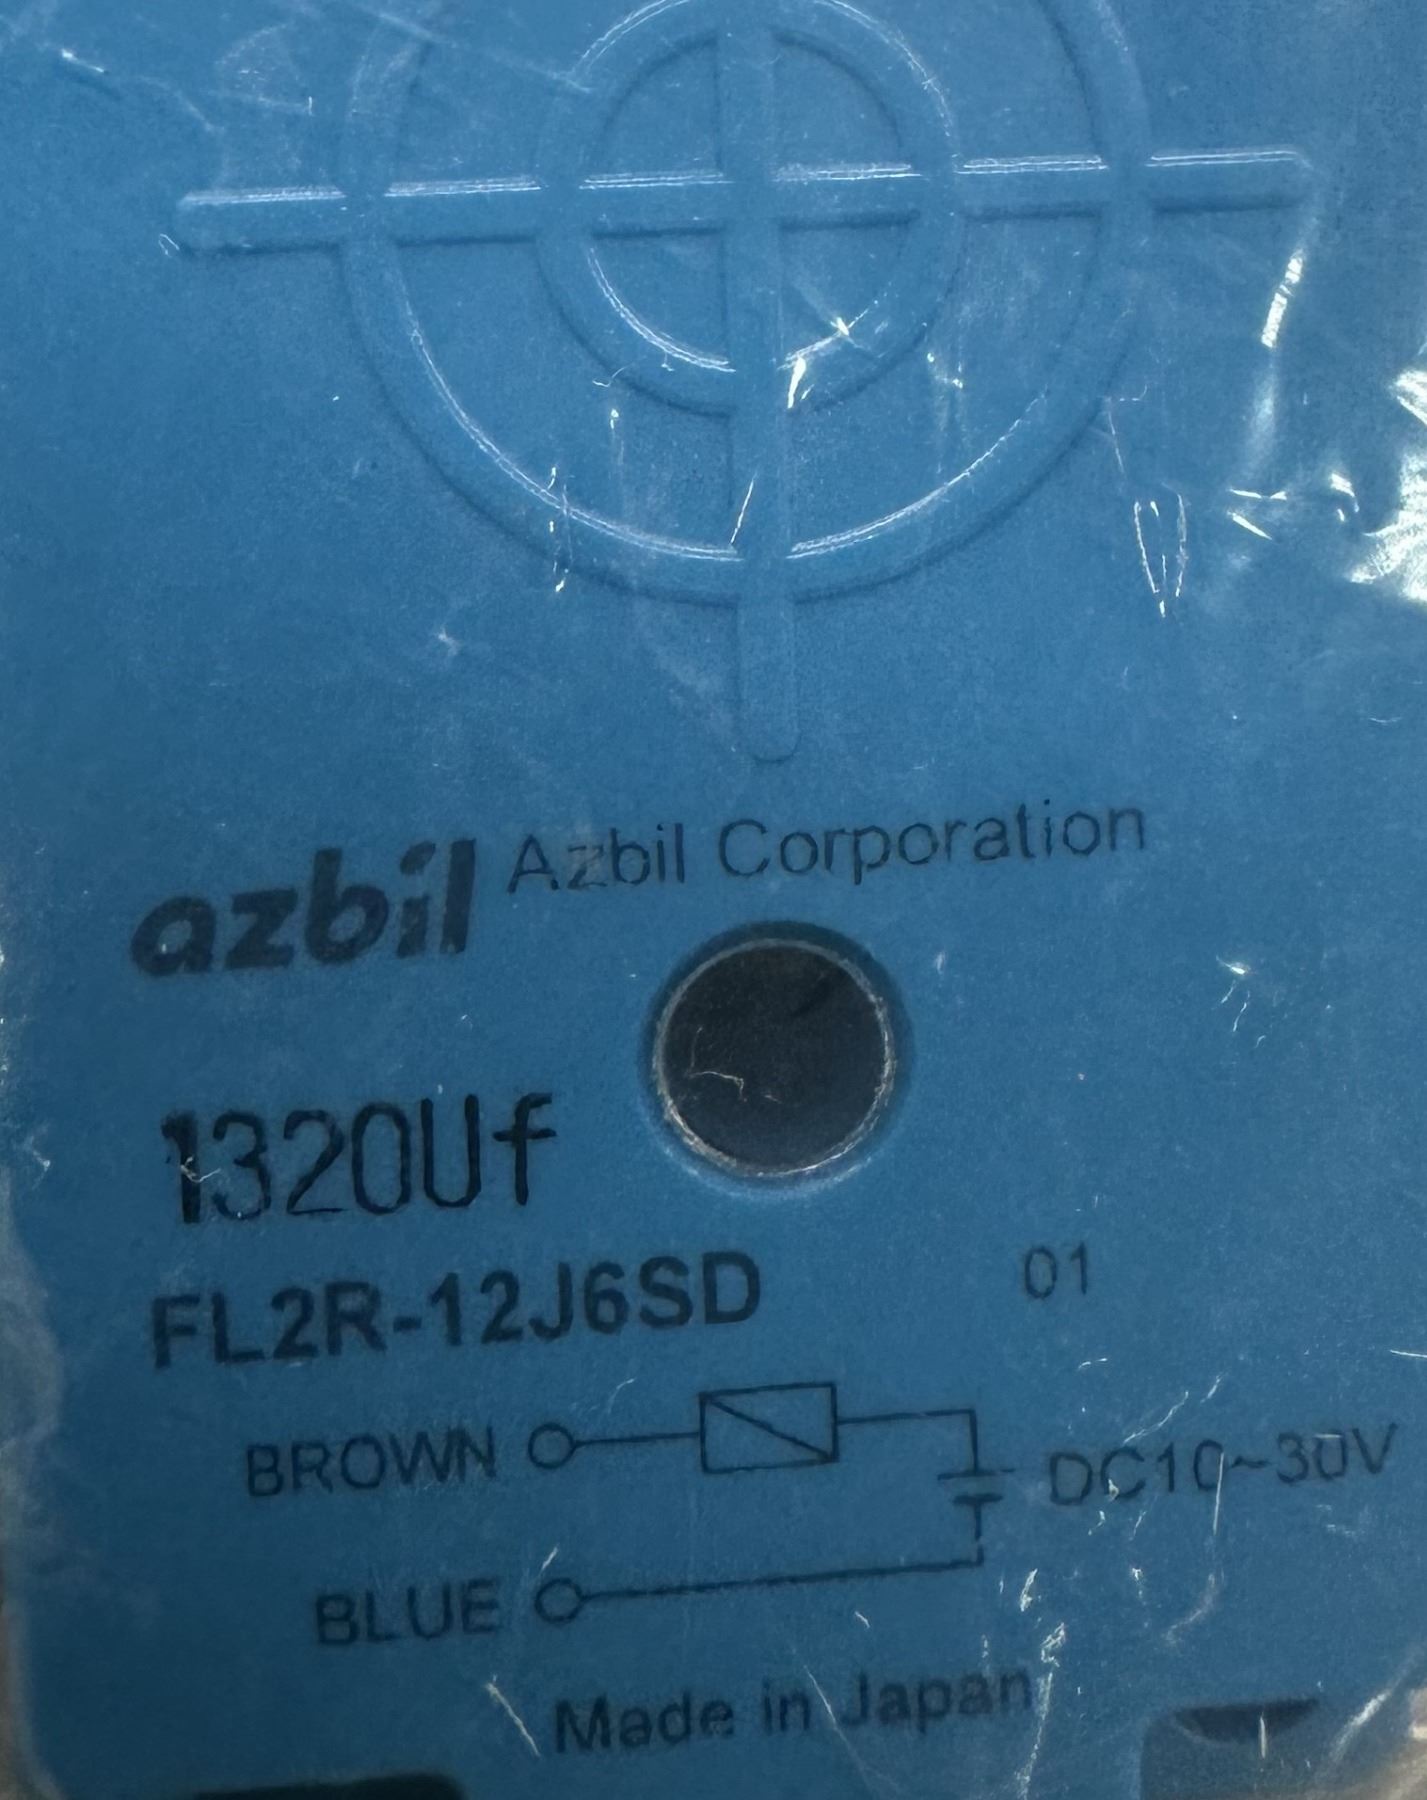 azbil Azbil Corporation
1320Uf
FL2R-12J6SD 01
BROWN DC10~30V
BLUE
Made in Japan